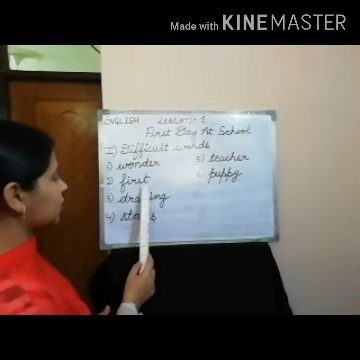 Made with KINEMASTER
ENGLISH Lesson-1
First Day At School
I) Difficult words
1) wonder
2) first
3) drawing
4)
5) teacher
6) puppy